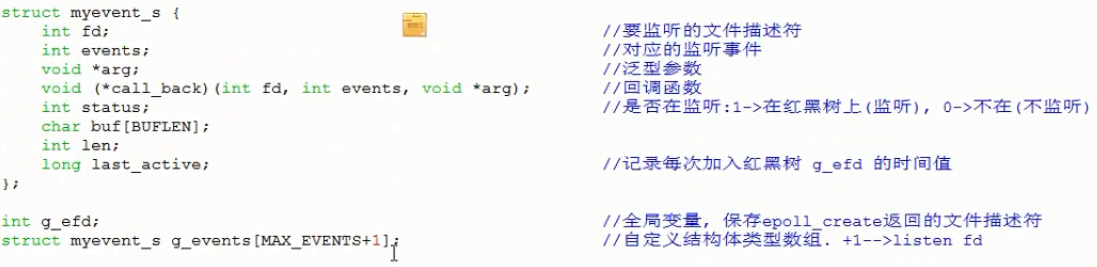 struct myevent_s {
    int fd;                                                 //要监听的文件描述符
    int events;                                             //对应的监听事件
    void *arg;                                              //泛型参数
    void (*call_back)(int fd, int events, void *arg);       //回调函数
    int status;                                             //是否在监听:1->在红黑树上(监听), 0->不在(不监听)
    char buf[BUFLEN];
    int len;
    long last_active;                                       //记录每次加入红黑树 g_efd 的时间值
};
int g_efd;                                                  //全局变量, 保存epoll_create返回的文件描述符
struct myevent_s g_events[MAX_EVENTS+1];                    //自定义结构体类型数组. +1-->listen fd